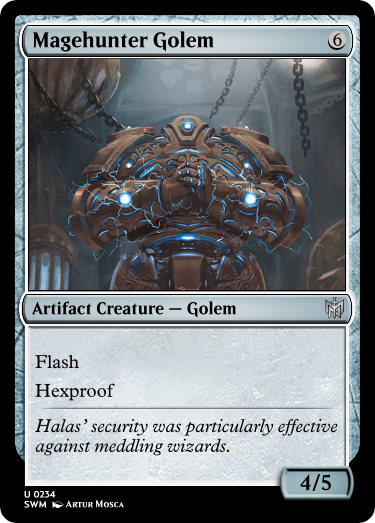 Magehunter Golem 6
Artifact Creature — Golem
Flash
Hexproof
Halas' security was particularly effective
against meddling wizards.
4/5
U 0234
SWM Artur Mosca